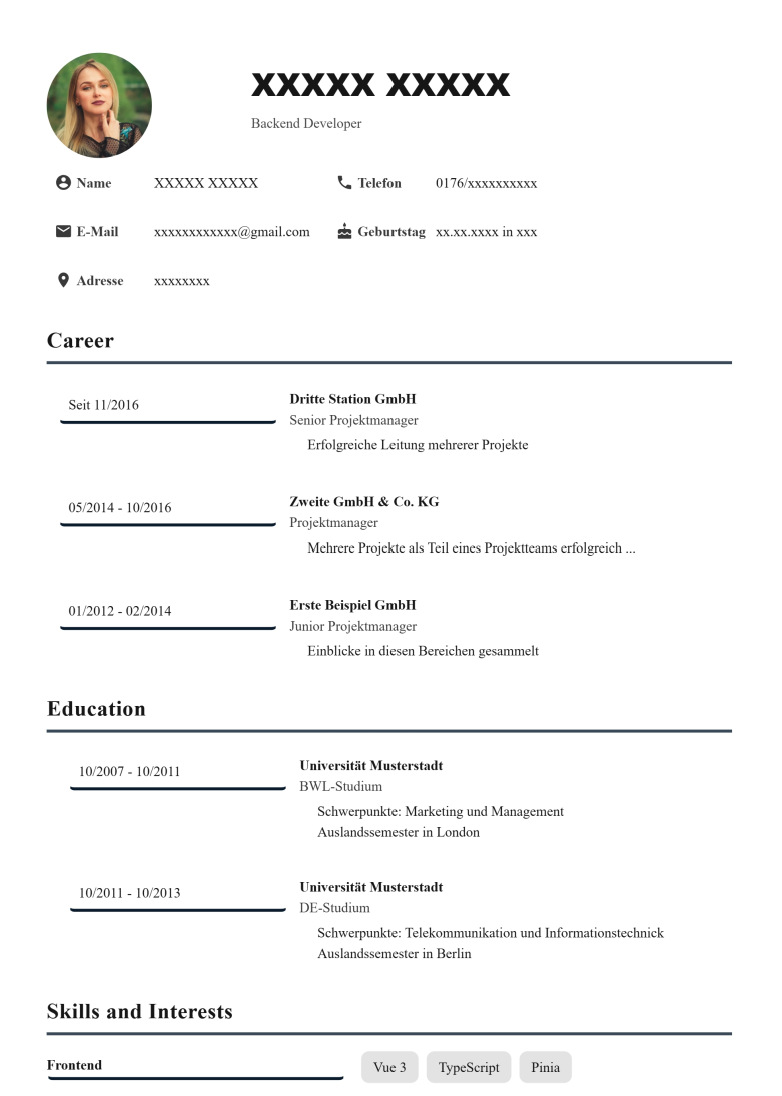 XXXXX XXXXX
Backend Developer
Name XXXXX XXXXX Telefon 0176/xxxxxxxxxx
E-Mail xxxxxxxxxxxx@gmail.com Geburtstag xx.xx.xxxx in xxx
Adresse xxxxxxxx
Career
Seit 11/2016 Dritte Station GmbH
Senior Projektmanager
Erfolgreiche Leitung mehrerer Projekte
05/2014 - 10/2016 Zweite GmbH & Co. KG
Projektmanager
Mehrere Projekte als Teil eines Projektteams erfolgreich ...
01/2012 - 02/2014 Erste Beispiel GmbH
Junior Projektmanager
Einblicke in diesen Bereichen gesammelt
Education
10/2007 - 10/2011 Universität Musterstadt
BWL-Studium
Schwerpunkte: Marketing und Management
Auslandssemester in London
10/2011 - 10/2013 Universität Musterstadt
DE-Studium
Schwerpunkte: Telekommunikation und Informationstechnick
Auslandssemester in Berlin
Skills and Interests
Frontend Vue 3 TypeScript Pinia